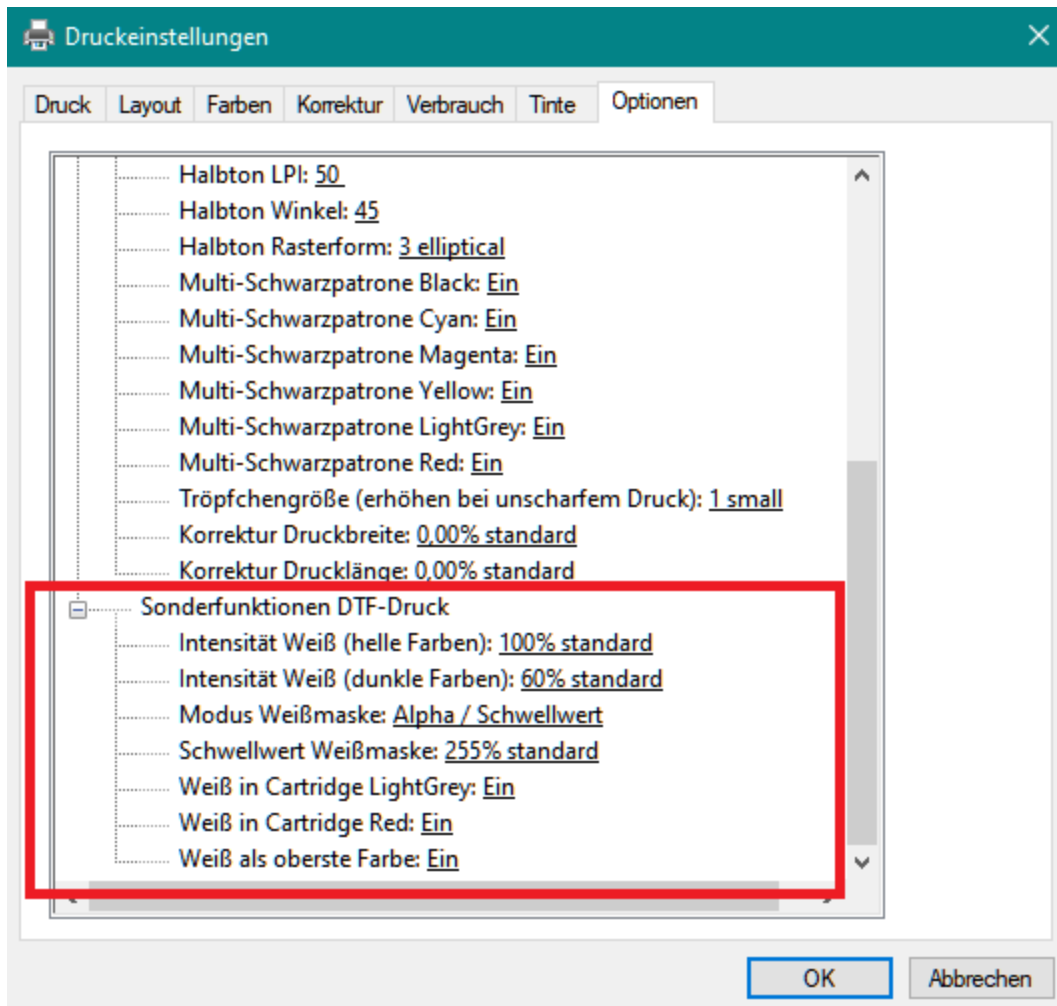 Druckeinstellungen
Druck Layout Farben Korrektur Verbrauch Tinte Optionen
Halbton LPI: 50
Halbton Winkel: 45
Halbton Rasterform: 3 elliptical
Multi-Schwarzpatrone Black: Ein
Multi-Schwarzpatrone Cyan: Ein
Multi-Schwarzpatrone Magenta: Ein
Multi-Schwarzpatrone Yellow: Ein
Multi-Schwarzpatrone LightGrey: Ein
Multi-Schwarzpatrone Red: Ein
Tröpfchengröße (erhöhen bei unscharfem Druck): 1 small
Korrektur Druckbreite: 0,00% standard
Korrektur Drucklänge: 0,00% standard
Sonderfunktionen DTF-Druck
Intensität Weiß (helle Farben): 100% standard
Intensität Weiß (dunkle Farben): 60% standard
Modus Weißmaske: Alpha / Schwellwert
Schwellwert Weißmaske: 255% standard
Weiß in Cartridge LightGrey: Ein
Weiß in Cartridge Red: Ein
Weiß als oberste Farbe: Ein
OK Abbrechen